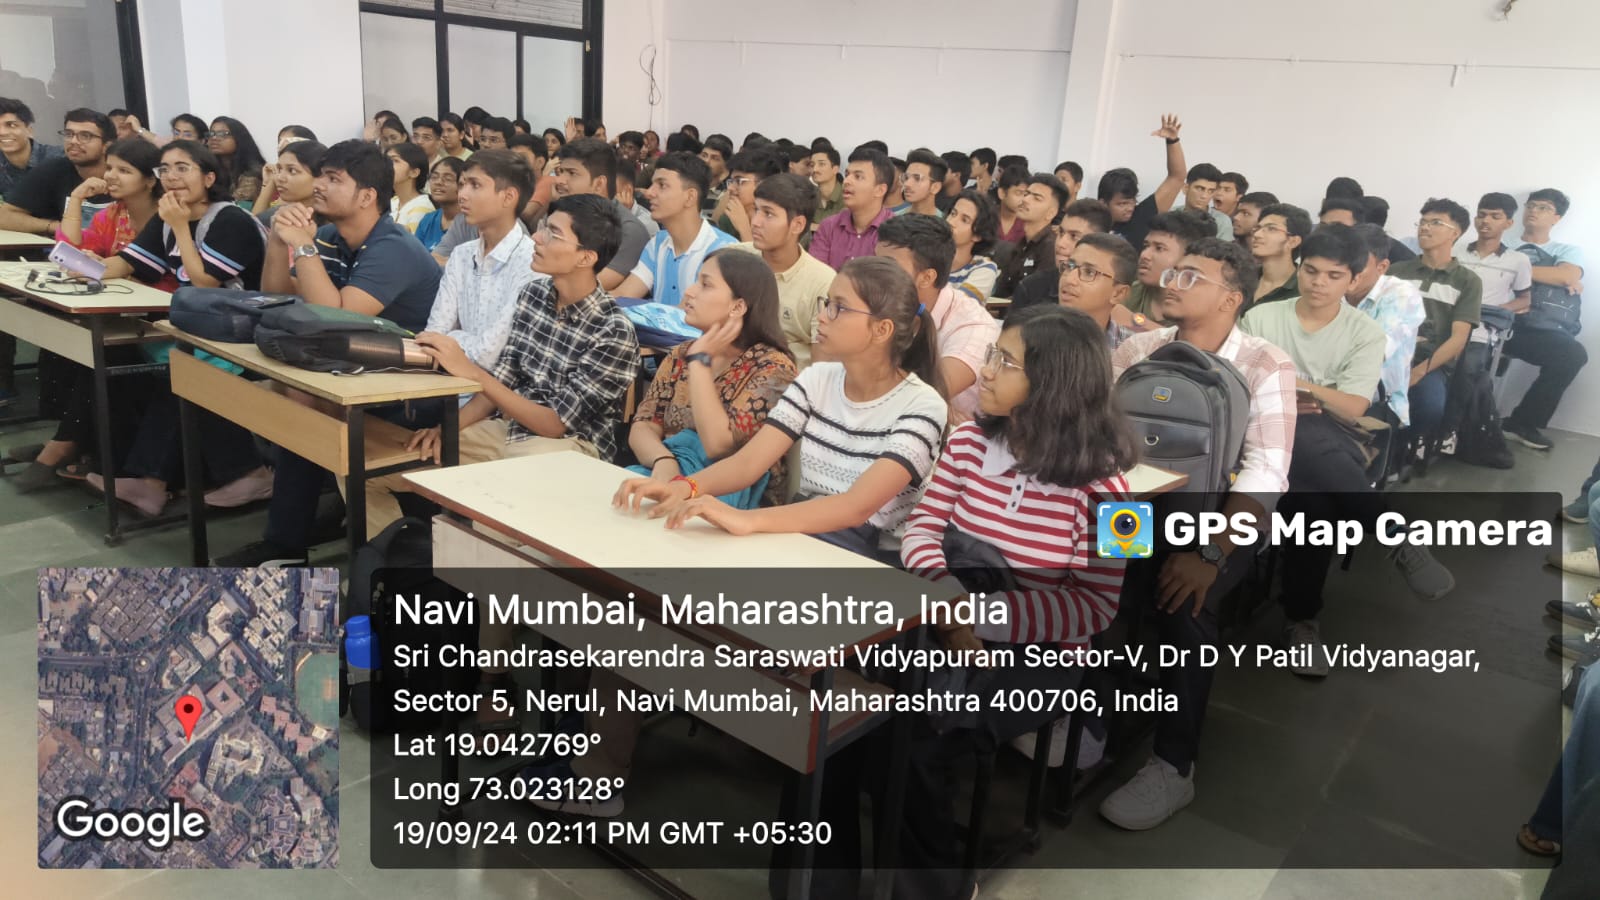 GPS Map Camera
Navi Mumbai, Maharashtra, India
Sri Chandrasekarendra Saraswati Vidyapuram Sector-V, Dr D Y Patil Vidyanagar,
Sector 5, Nerul, Navi Mumbai, Maharashtra 400706, India
Lat 19.042769°
Long 73.023128°
19/09/24 02:11 PM GMT +05:30
Google